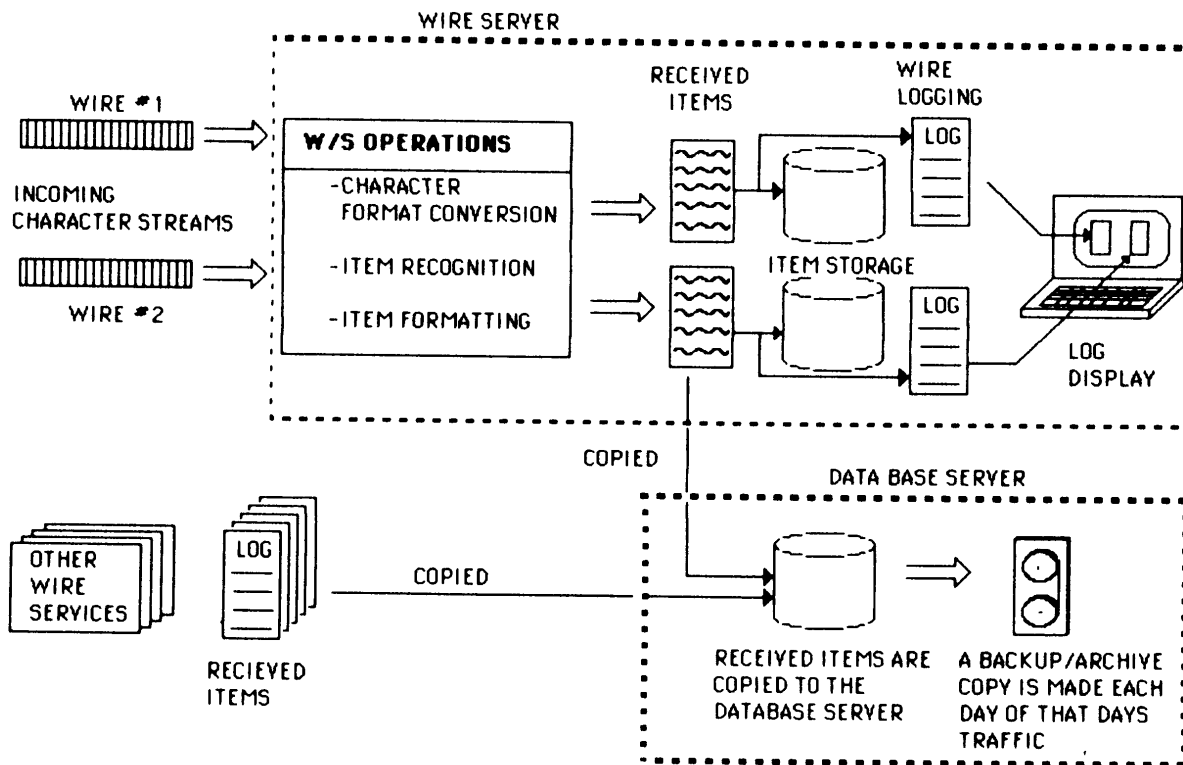 WIRE SERVER
WIRE #1
INCOMING
CHARACTER STREAMS
WIRE #2
W/S OPERATIONS
-CHARACTER
FORMAT CONVERSION
-ITEM RECOGNITION
-ITEM FORMATTING
RECEIVED
ITEMS
WIRE
LOGGING
LOG
ITEM STORAGE
LOG
LOG
DISPLAY
COPIED
DATA BASE SERVER
OTHER
WIRE
SERVICES
LOG
RECIEVED
ITEMS
COPIED
RECEIVED ITEMS ARE
COPIED TO THE
DATABASE SERVER
A BACKUP/ARCHIVE
COPY IS MADE EACH
DAY OF THAT DAYS
TRAFFIC